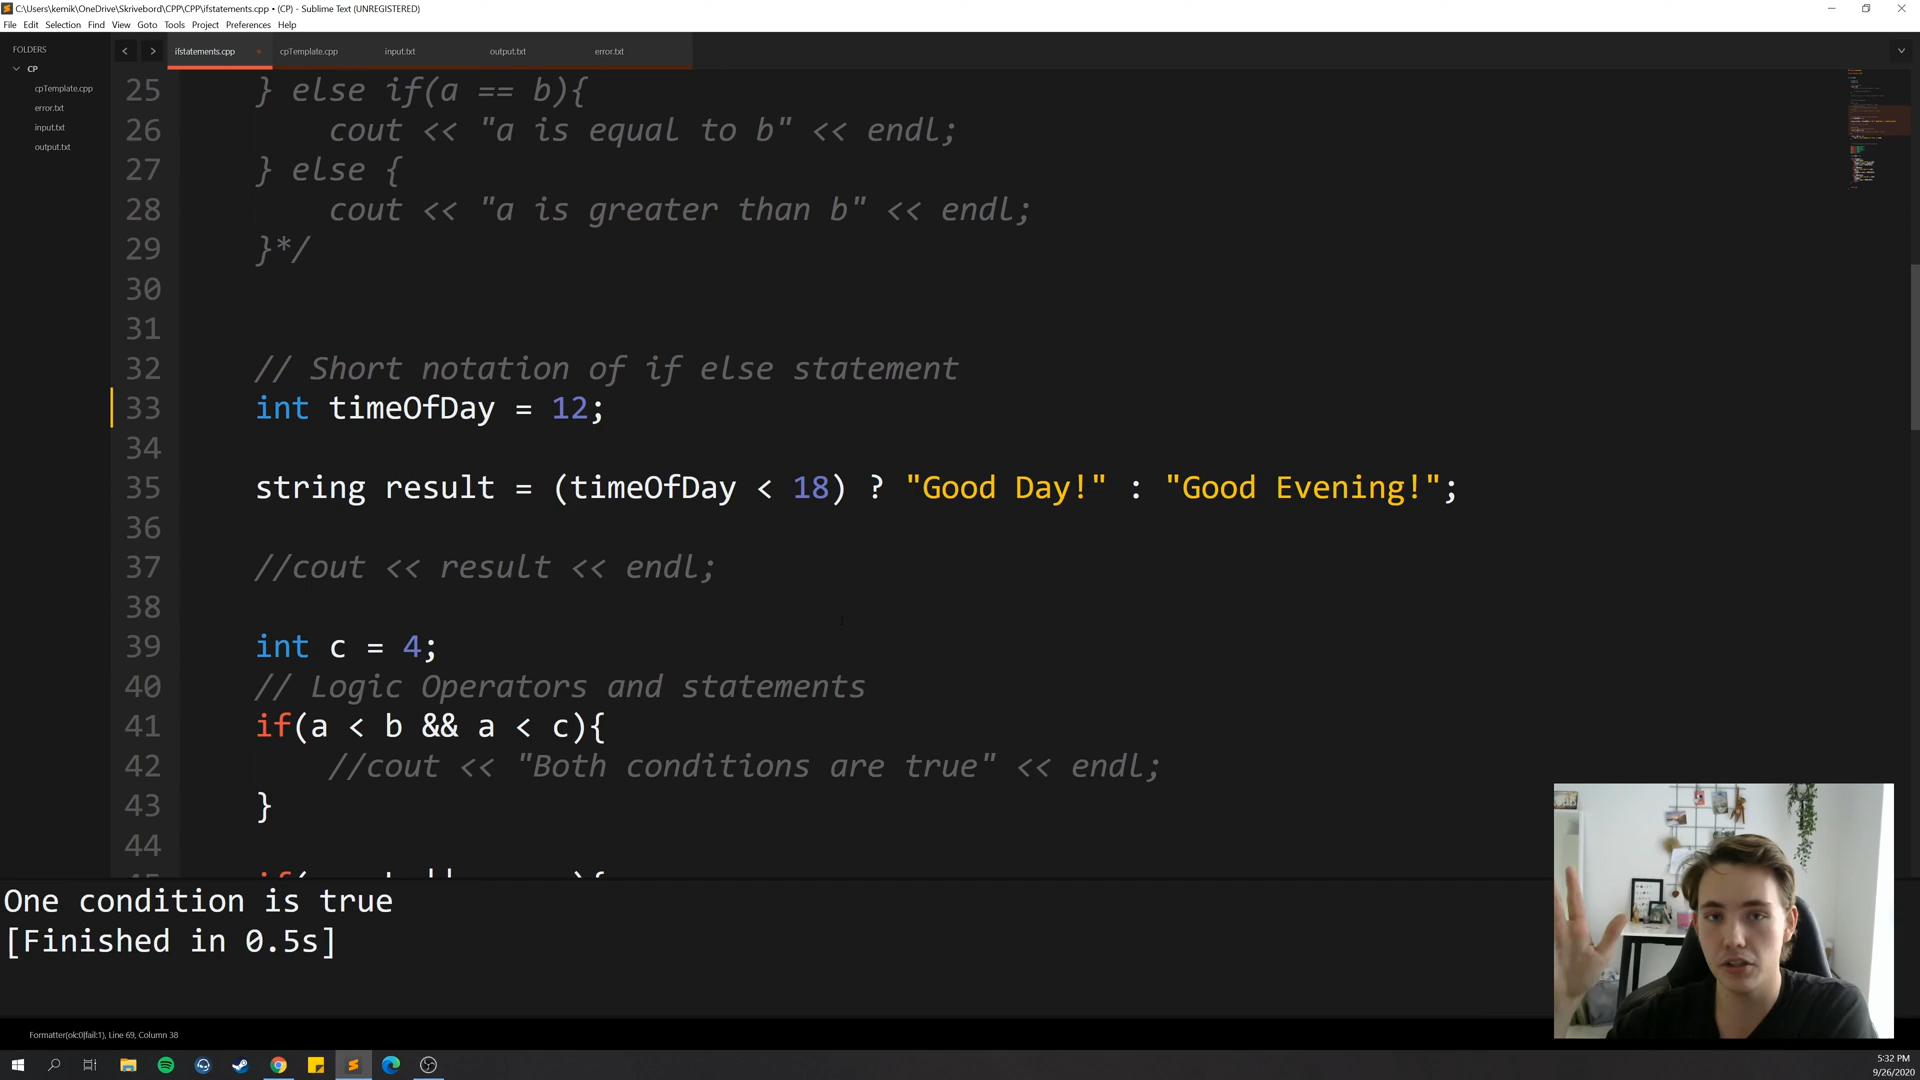 C:\Users\kemik\OneDrive\Skrivebord\CPP\CPP\ifstatements.cpp • (CP) - Sublime Text (UNREGISTERED)
File Edit Selection Find View Goto Tools Project Preferences Help
FOLDERS
CP
cpTemplate.cpp
error.txt
input.txt
output.txt
ifstatements.cpp cpTemplate.cpp input.txt output.txt error.txt
25 } else if(a == b){
26 cout << "a is equal to b" << endl;
27 } else {
28 cout << "a is greater than b" << endl;
29 }*/
30
31
32 // Short notation of if else statement
33 int timeOfDay = 12;
34
35 string result = (timeOfDay < 18) ? "Good Day!" : "Good Evening!";
36
37 //cout << result << endl;
38
39 int c = 4;
40 // Logic Operators and statements
41 if(a < b && a < c){
42 //cout << "Both conditions are true" << endl;
43 }
44
One condition is true
[Finished in 0.5s]
Formatter(ok:0|fail:1), Line 69, Column 38
5:32 PM
9/26/2020